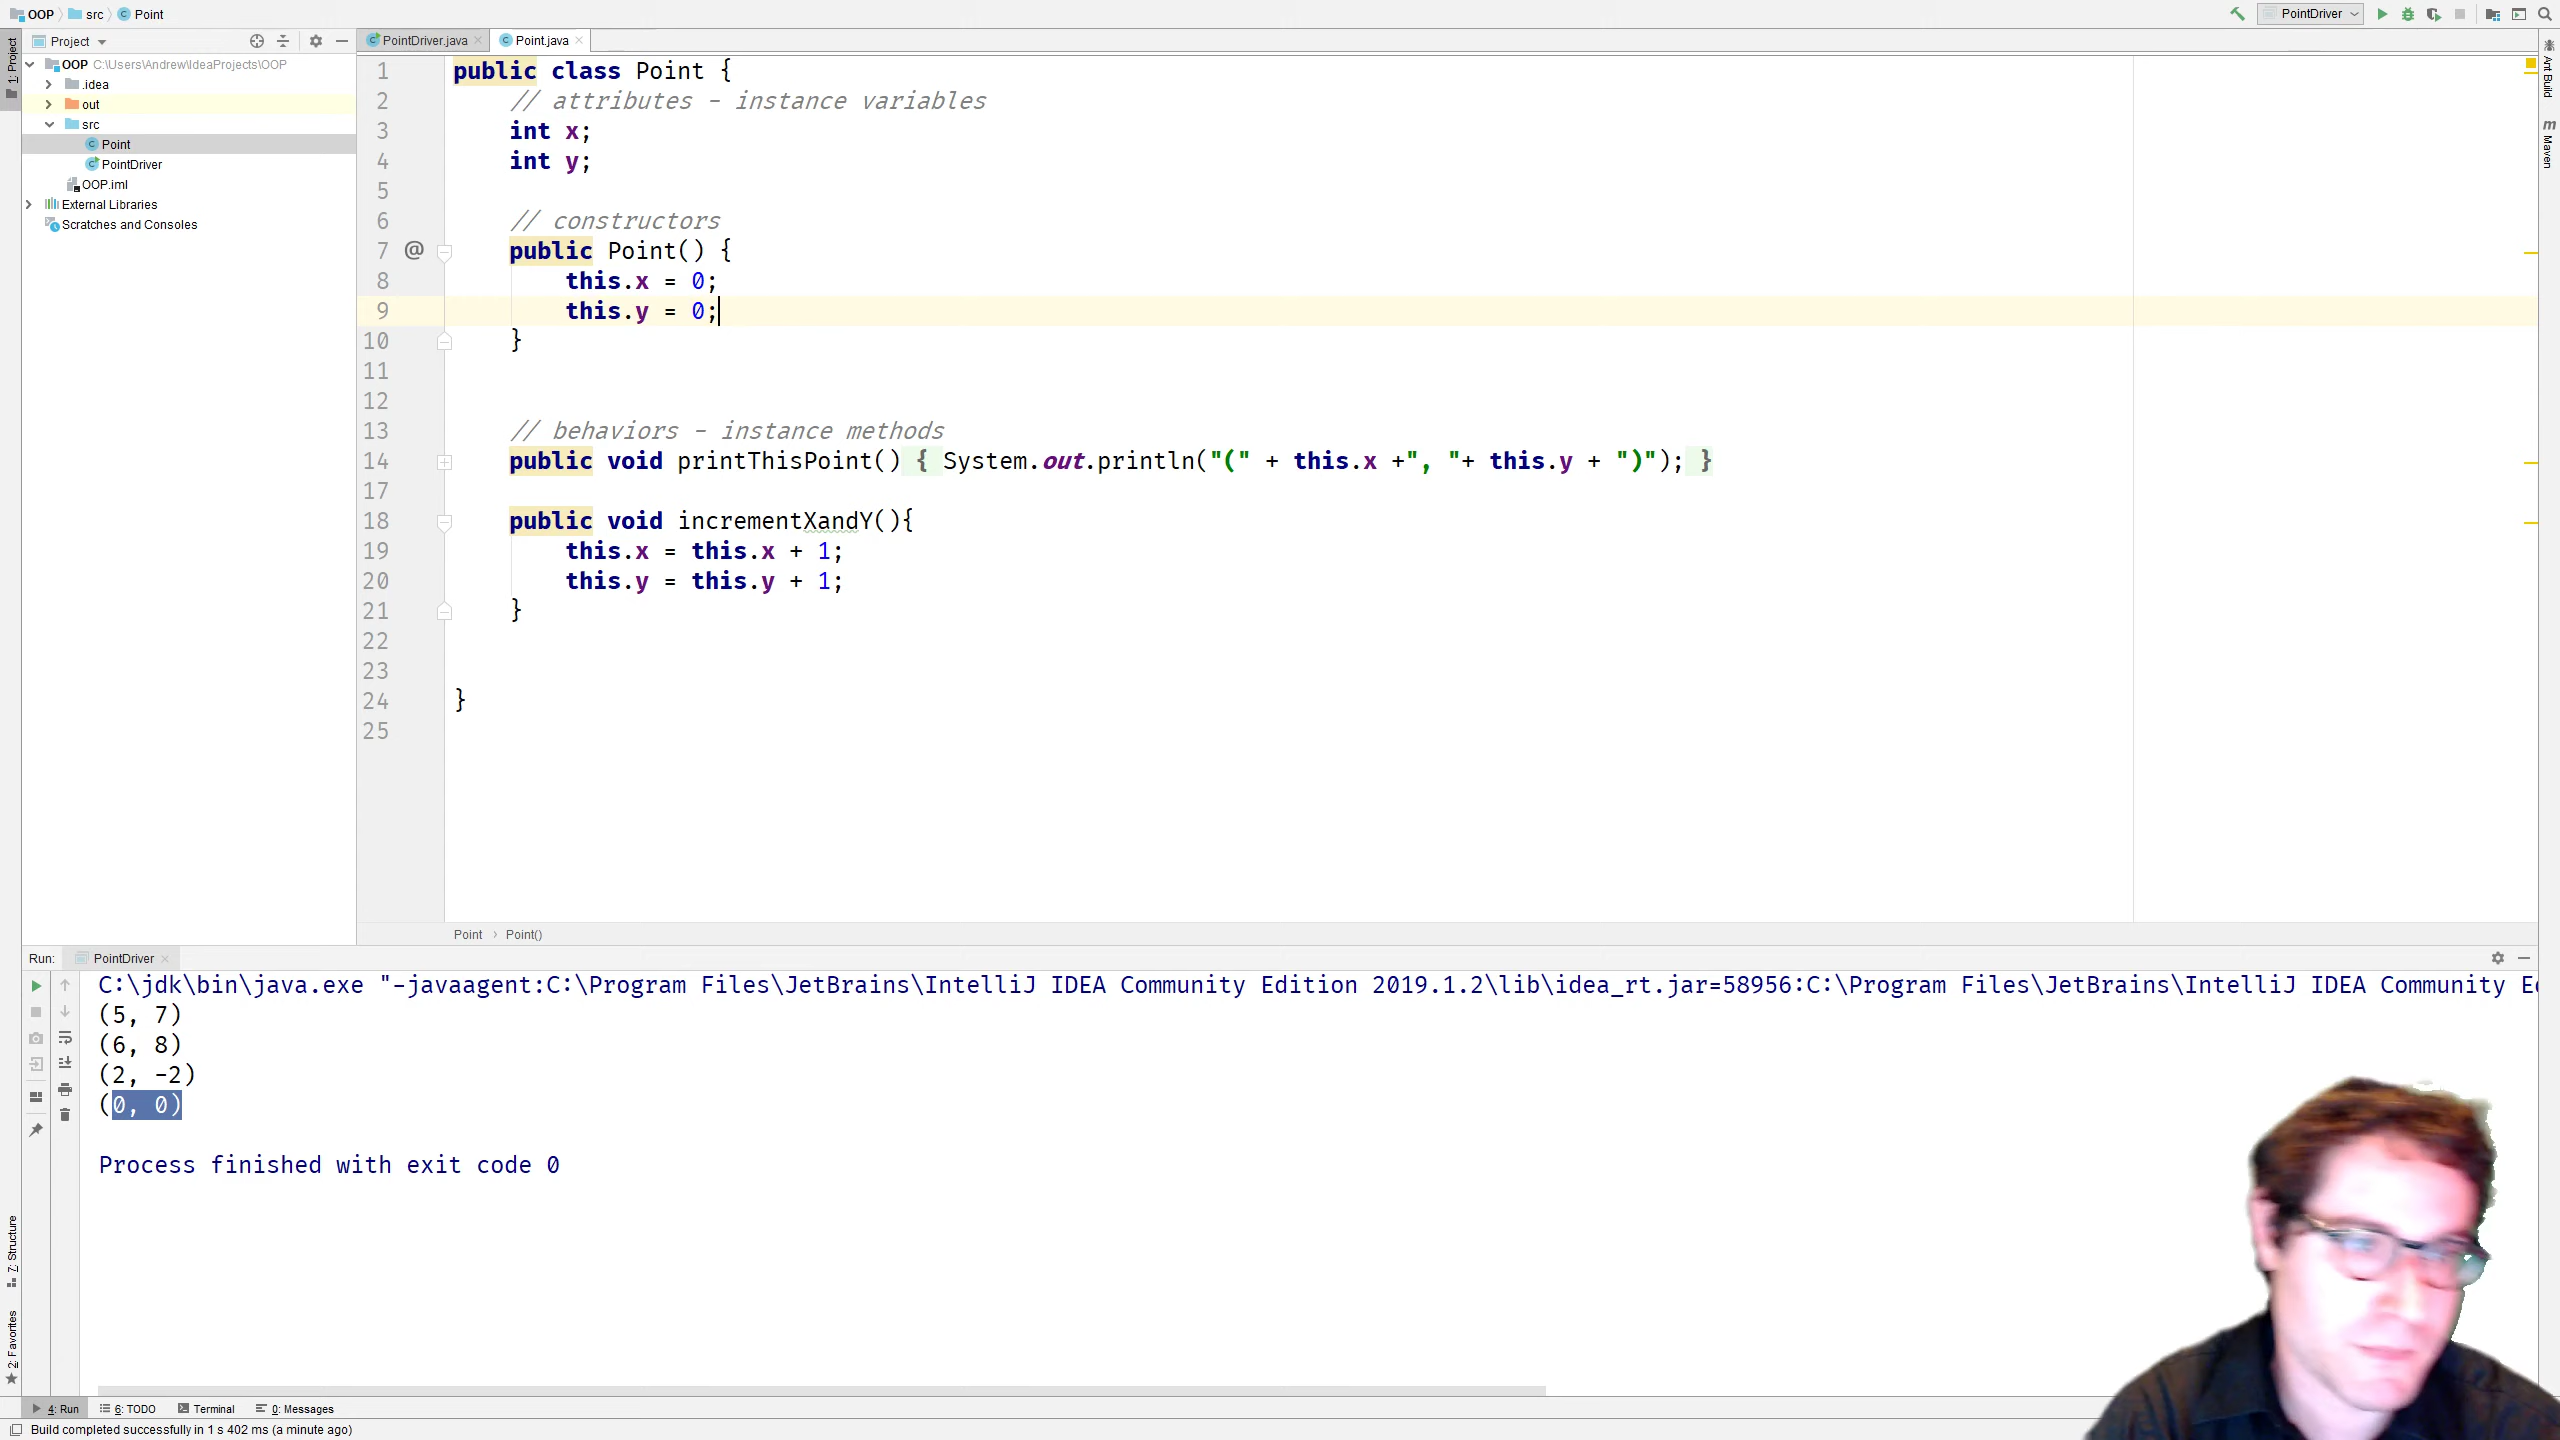 OOP src Point
PointDriver
Project
PointDriver.java
Point.java
1: Project
OOP C:\Users\Andrew\IdeaProjects\OOP
.idea
out
src
Point
PointDriver
OOP.iml
External Libraries
Scratches and Consoles
1 public class Point {
2 // attributes - instance variables
3 int x;
4 int y;
5
6 // constructors
7 @ public Point() {
8 this.x = 0;
9 this.y = 0;
10 }
11
12
13 // behaviors - instance methods
14 public void printThisPoint() { System.out.println("(" + this.x +", "+ this.y + ")"); }
17
18 public void incrementXandY(){
19 this.x = this.x + 1;
20 this.y = this.y + 1;
21 }
22
23
24 }
25
Ant Build
m Maven
Point › Point()
Run: PointDriver
C:\jdk\bin\java.exe "-javaagent:C:\Program Files\JetBrains\IntelliJ IDEA Community Edition 2019.1.2\lib\idea_rt.jar=58956:C:\Program Files\JetBrains\IntelliJ IDEA Community Ed
(5, 7)
(6, 8)
(2, -2)
(0, 0)
Process finished with exit code 0
7: Structure
2: Favorites
4: Run 6: TODO Terminal 0: Messages
Build completed successfully in 1 s 402 ms (a minute ago)